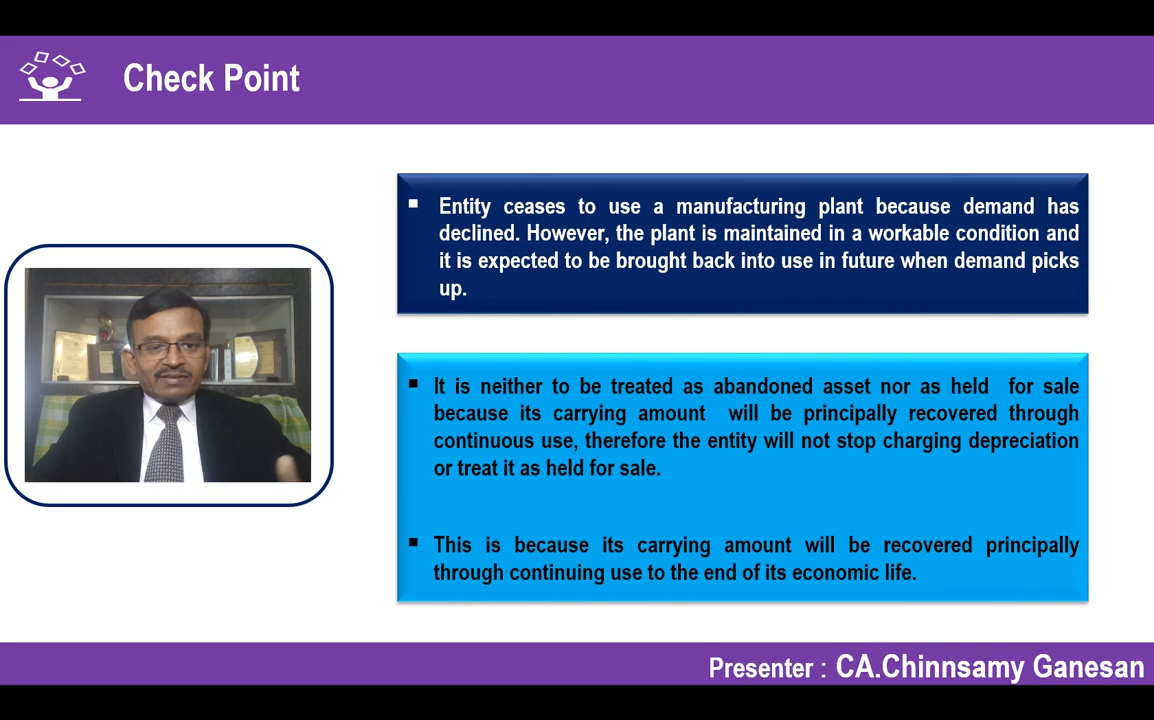 Check Point
▪ Entity ceases to use a manufacturing plant because demand has
declined. However, the plant is maintained in a workable condition and
it is expected to be brought back into use in future when demand picks
up.
▪ It is neither to be treated as abandoned asset nor as held for sale
because its carrying amount will be principally recovered through
continuous use, therefore the entity will not stop charging depreciation
or treat it as held for sale.
▪ This is because its carrying amount will be recovered principally
through continuing use to the end of its economic life.
Presenter : CA.Chinnsamy Ganesan